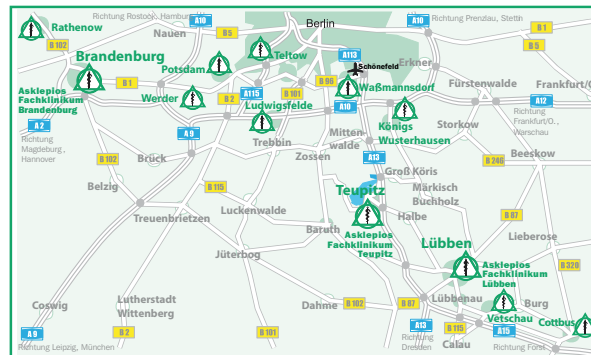 Richtung Rostock, Hamburg
A10
Berlin
A10
Richtung Prenzlau, Stettin
Rathenow
B 102
Nauen
B 5
B 1
B 5
Brandenburg
Potsdam
Teltow
A113
Schönefeld
Erkner
B 1
Asklepios
Fachklinikum
Brandenburg
Werder
A115
B 2
B 101
B 96
Waßmannsdorf
Fürstenwalde
Frankfurt/O
A10
A12
Ludwigsfelde
Königs
Wusterhausen
Storkow
Richtung
Frankfurt/O.,
Warschau
A 2
Richtung
Magdeburg,
Hannover
A 9
Trebbin
Mitten-
walde
A13
Zossen
B 246
Beeskow
Brück
B 102
Groß Köris
Belzig
B 115
Teupitz
Märkisch
Buchholz
B 87
Treuenbrietzen
Luckenwalde
Halbe
Asklepios
Fachklinikum
Teupitz
Baruth
Lübben
Lieberose
Jüterbog
Asklepios
Fachklinikum
Lübben
B 320
Coswig
Lutherstadt
Wittenberg
Dahme
B 102
B 87
Lübbenau
Burg
Vetschau
Cottbus
A 9
B 2
B 101
A13
B 115
A15
Richtung Leipzig, München
Richtung
Dresden
Calau
Richtung Forst